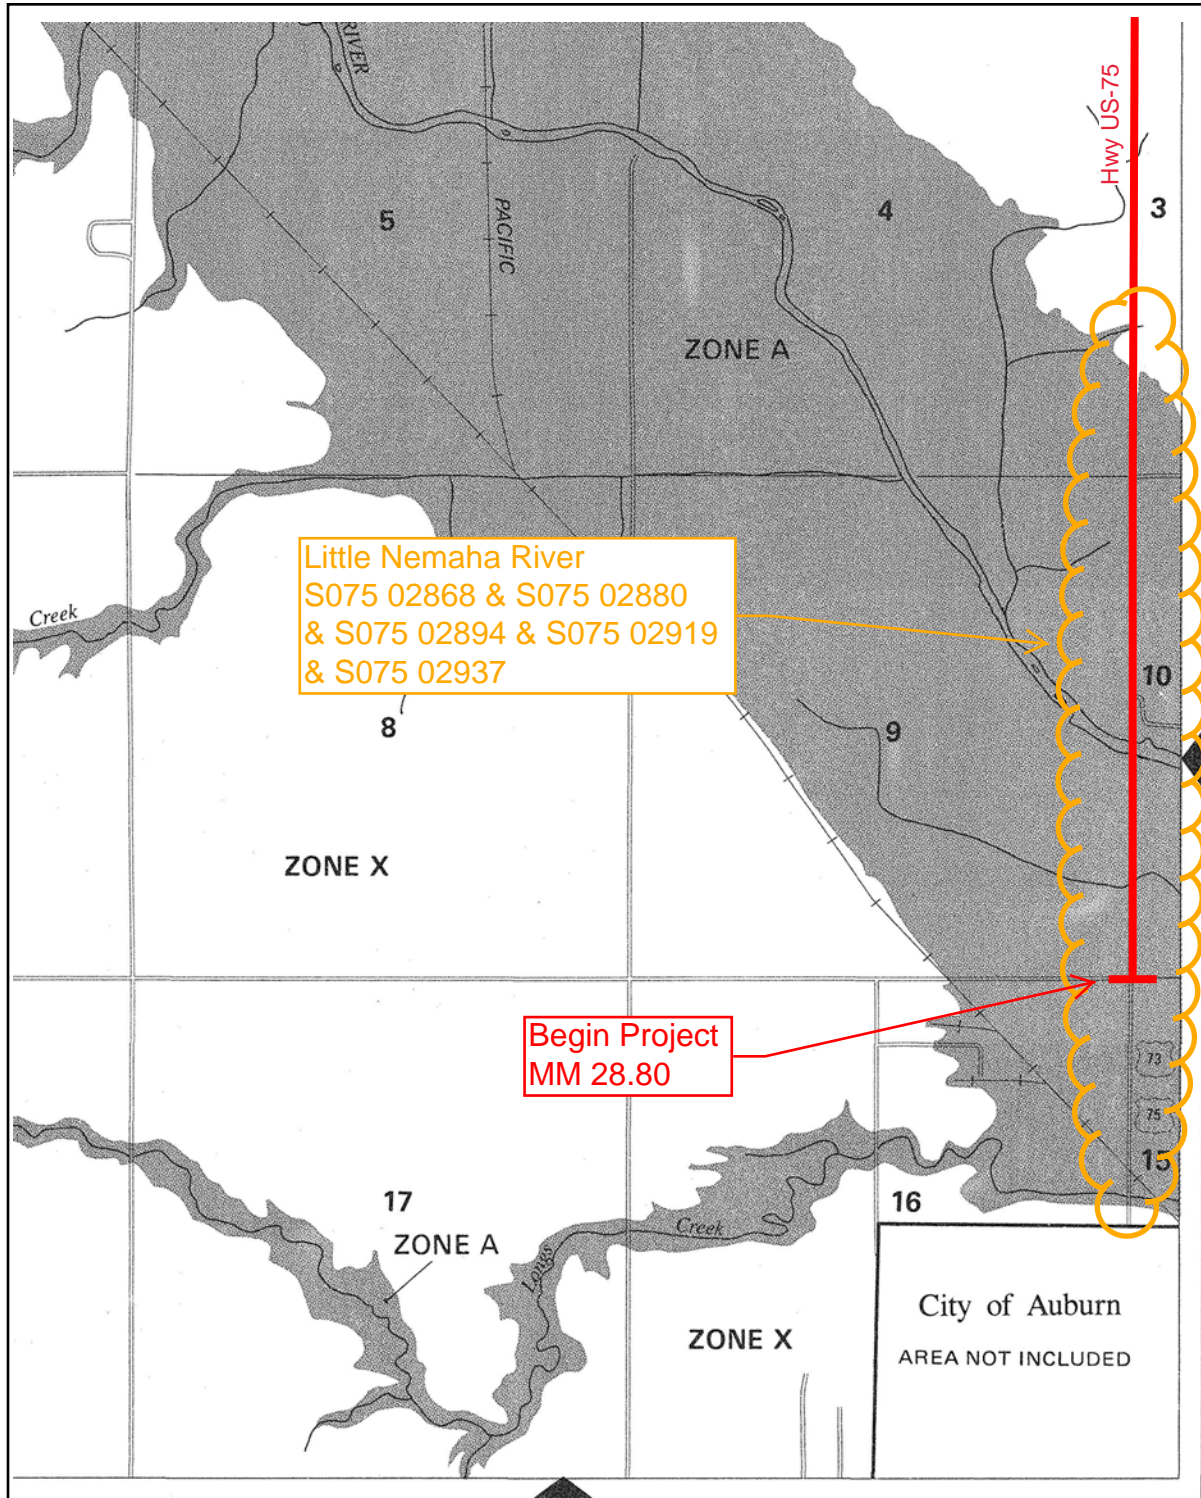 RIVER
Hwy US-75
3
5
4
PACIFIC
ZONE A
Little Nemaha River
S075 02868 & S075 02880
& S075 02894 & S075 02919
& S075 02937
Creek
10
8
9
ZONE X
Begin Project
MM 28.80
73
75
15
17
16
ZONE A
Longs
Creek
City of Auburn
AREA NOT INCLUDED
ZONE X